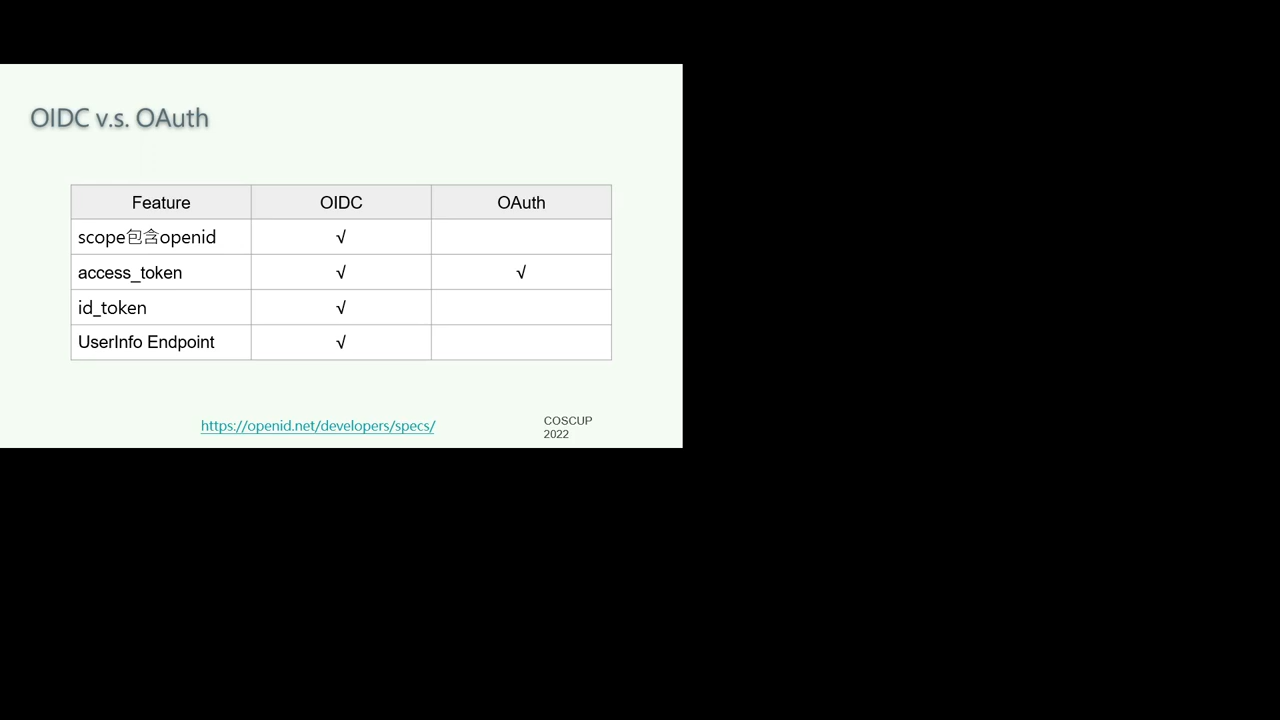 OIDC v.s. OAuth
Feature OIDC OAuth
scope包含openid √
access_token √ √
id_token √
UserInfo Endpoint √
https://openid.net/developers/specs/
COSCUP
2022